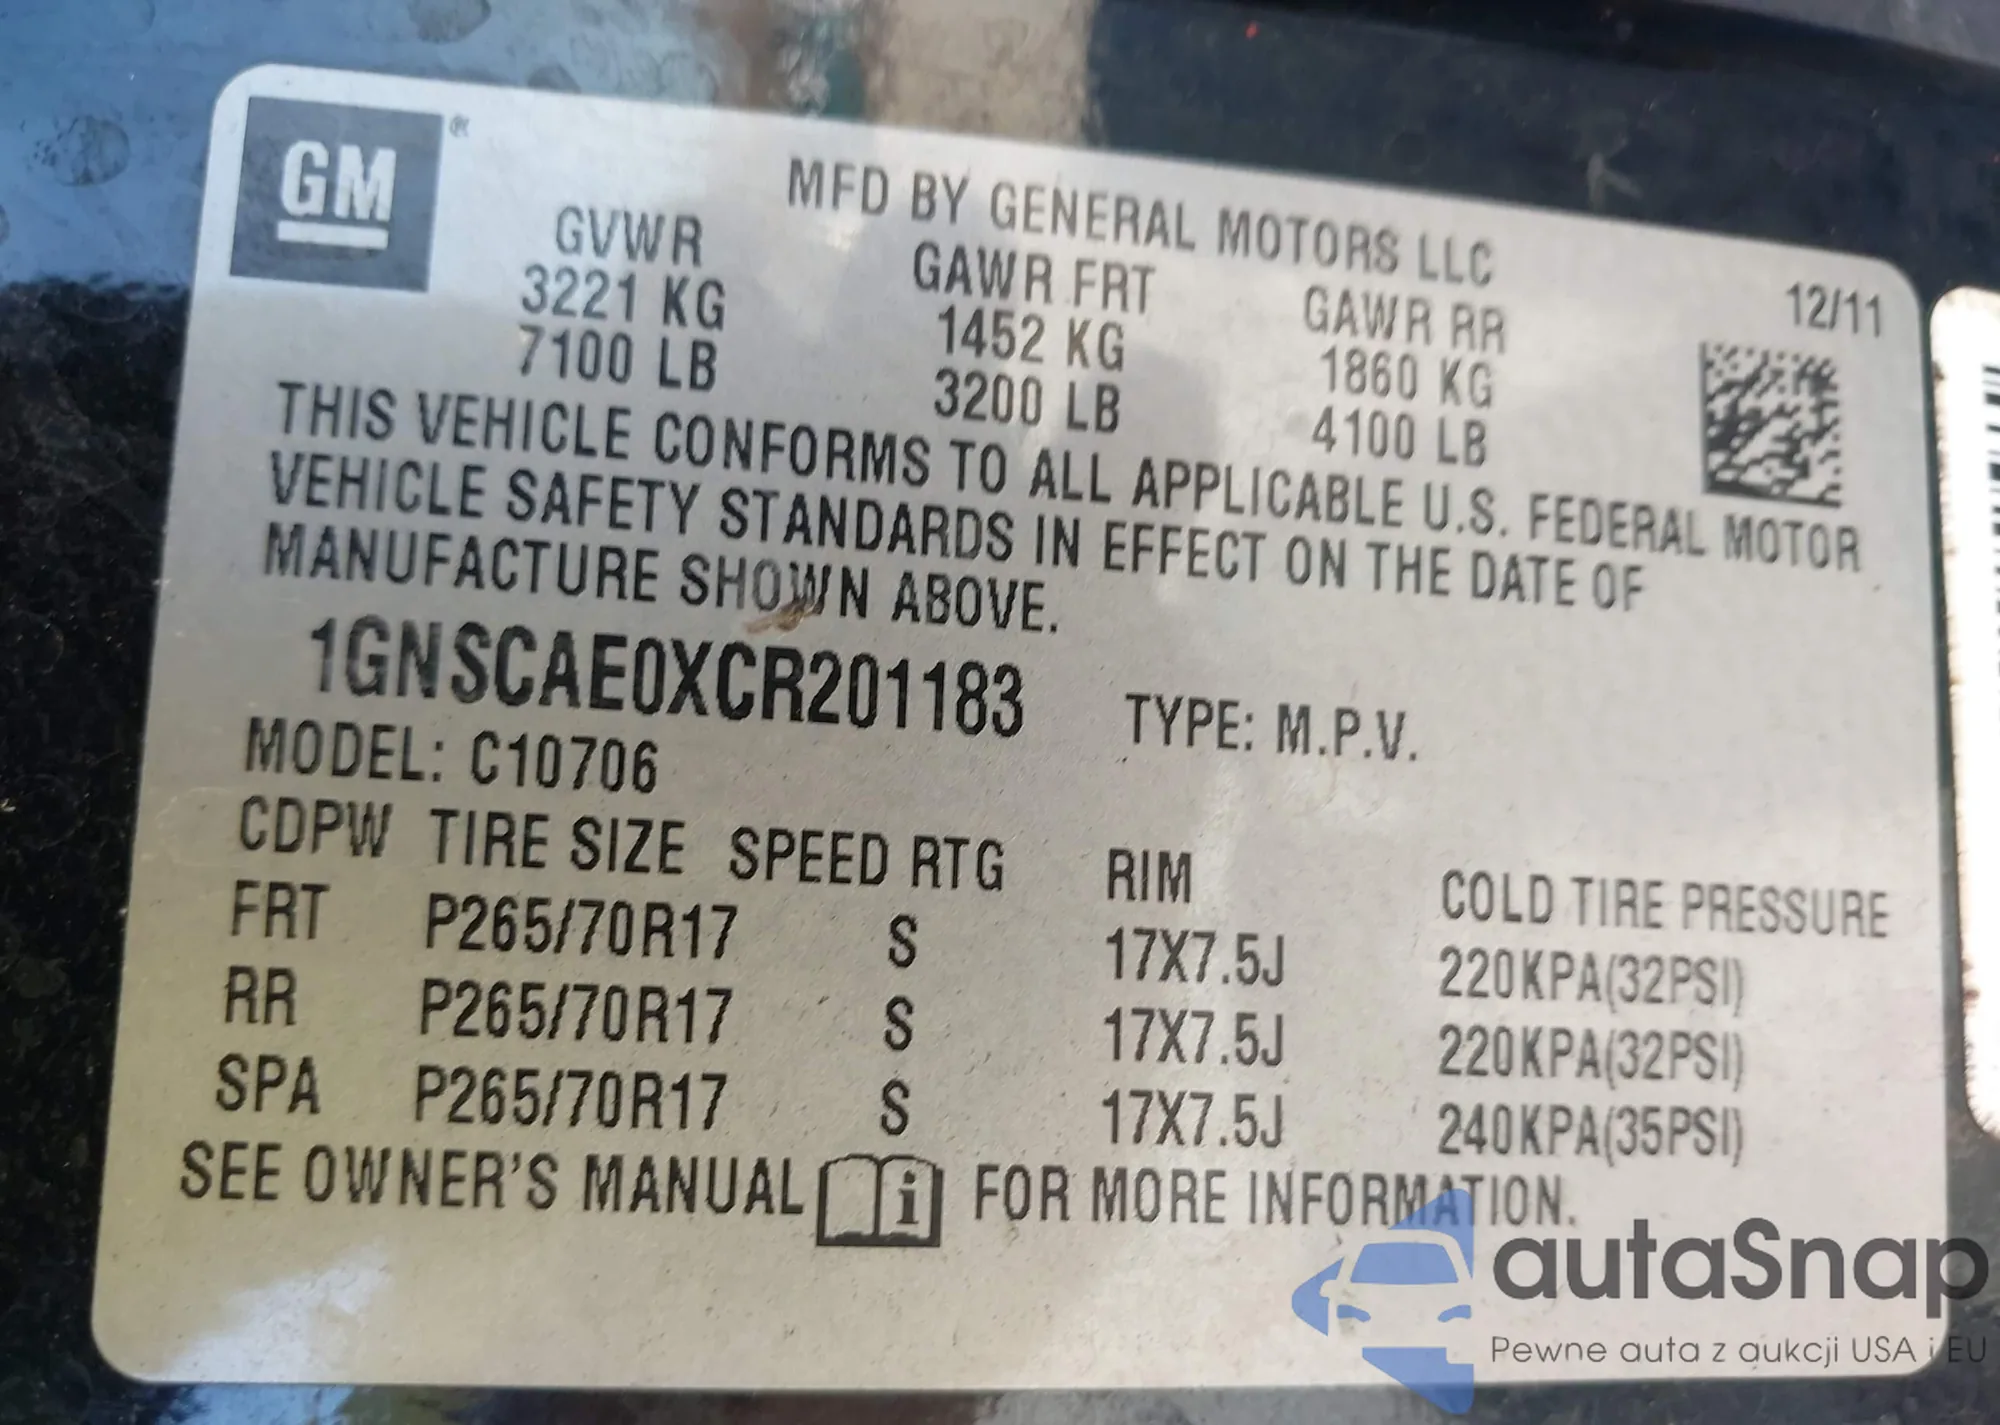 GM®
MFD BY GENERAL MOTORS LLC
GVWR GAWR FRT GAWR RR 12/11
3221 KG 1452 KG 1860 KG
7100 LB 3200 LB 4100 LB
THIS VEHICLE CONFORMS TO ALL APPLICABLE U.S. FEDERAL MOTOR
VEHICLE SAFETY STANDARDS IN EFFECT ON THE DATE OF
MANUFACTURE SHOWN ABOVE.
1GNSCAE0XCR201183 TYPE: M.P.V.
MODEL: C10706
CDPW TIRE SIZE SPEED RTG RIM COLD TIRE PRESSURE
FRT P265/70R17 S 17X7.5J 220KPA(32PSI)
RR P265/70R17 S 17X7.5J 220KPA(32PSI)
SPA P265/70R17 S 17X7.5J 240KPA(35PSI)
SEE OWNER'S MANUAL i FOR MORE INFORMATION.
autaSnap
Pewne auta z aukcji USA i EU